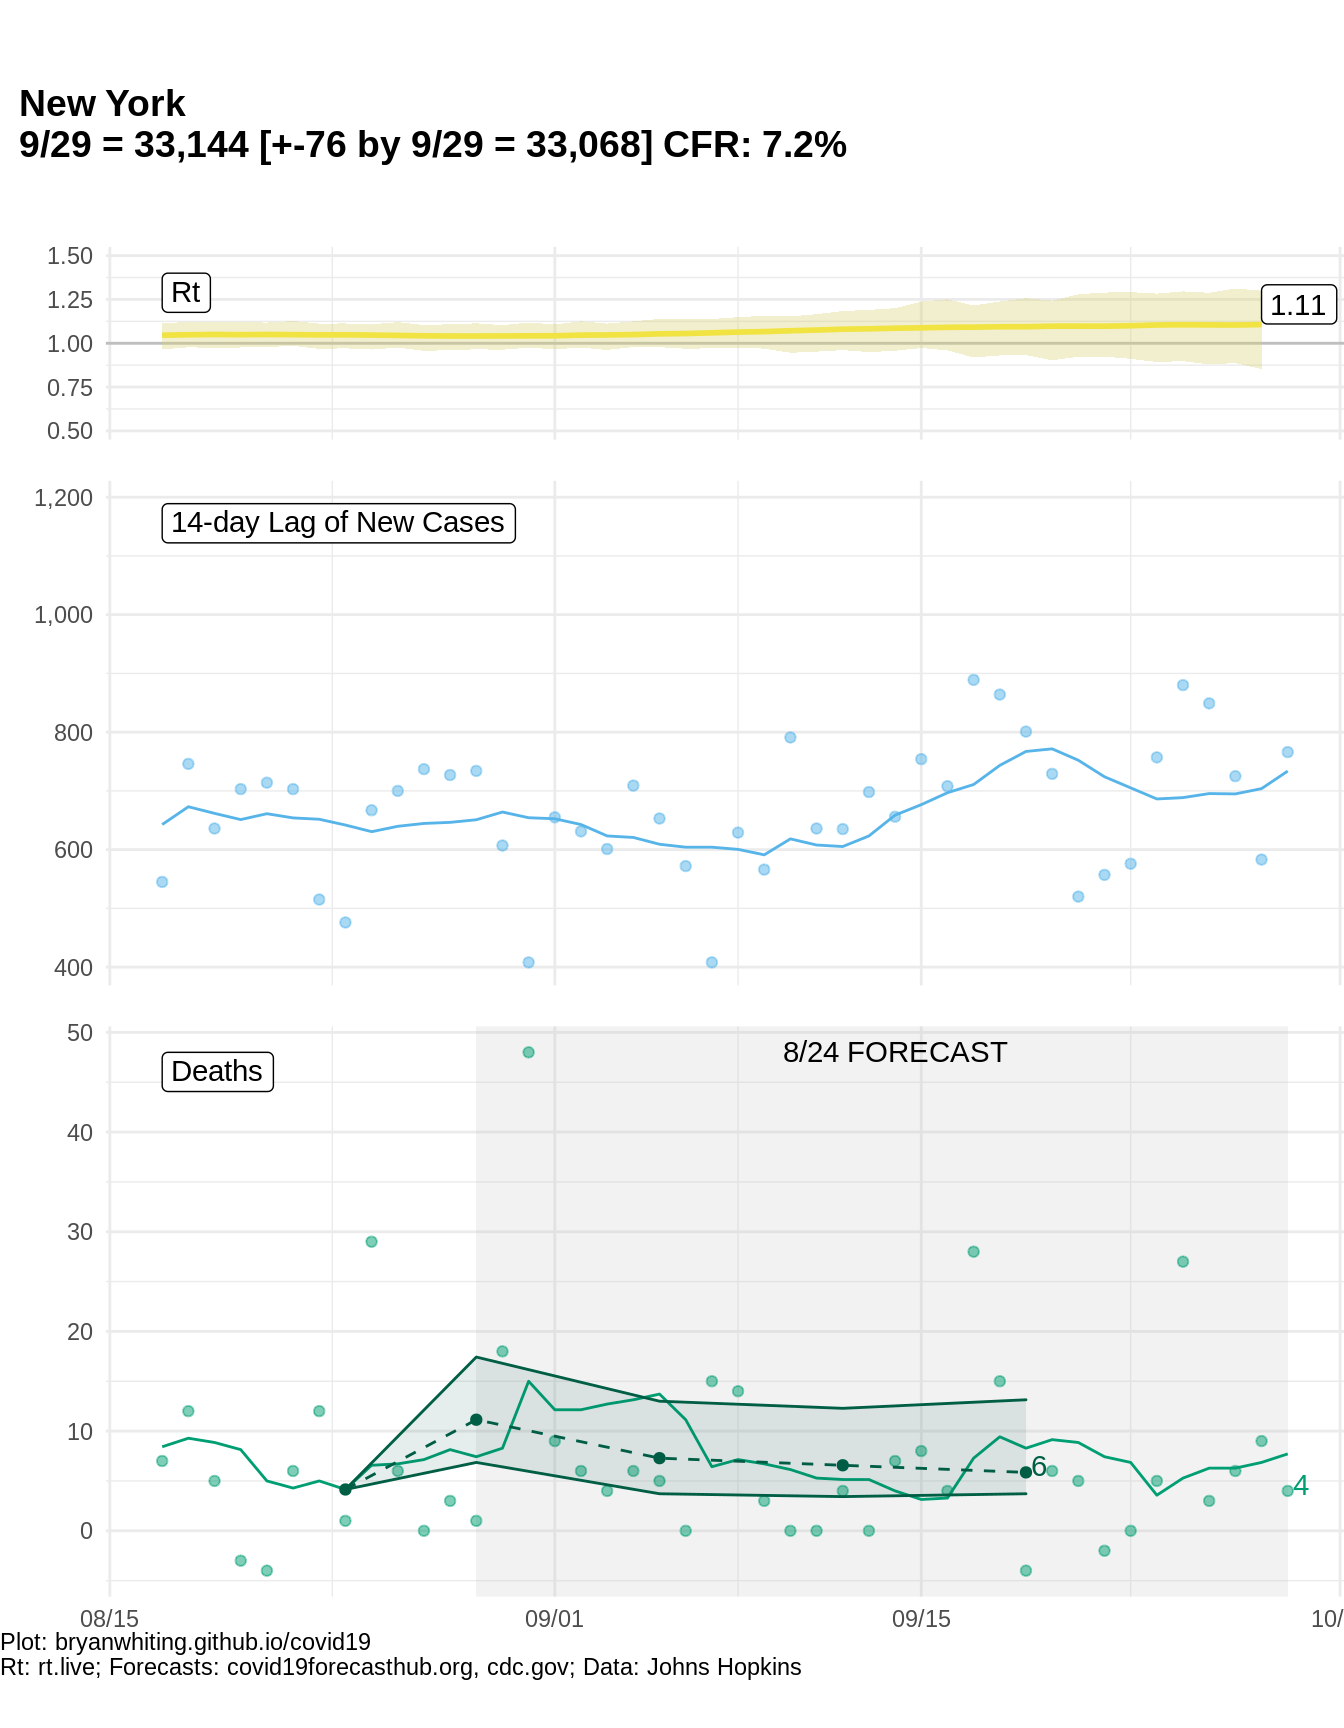 New York
9/29 = 33,144 [+-76 by 9/29 = 33,068] CFR: 7.2%
1.50
1.25
1.00
0.75
0.50
Rt
1.11
1,200
1,000
800
600
400
14-day Lag of New Cases
50
40
30
20
10
0
Deaths
8/24 FORECAST
6
4
08/15
09/01
09/15
10/
Plot: bryanwhiting.github.io/covid19
Rt: rt.live; Forecasts: covid19forecasthub.org, cdc.gov; Data: Johns Hopkins